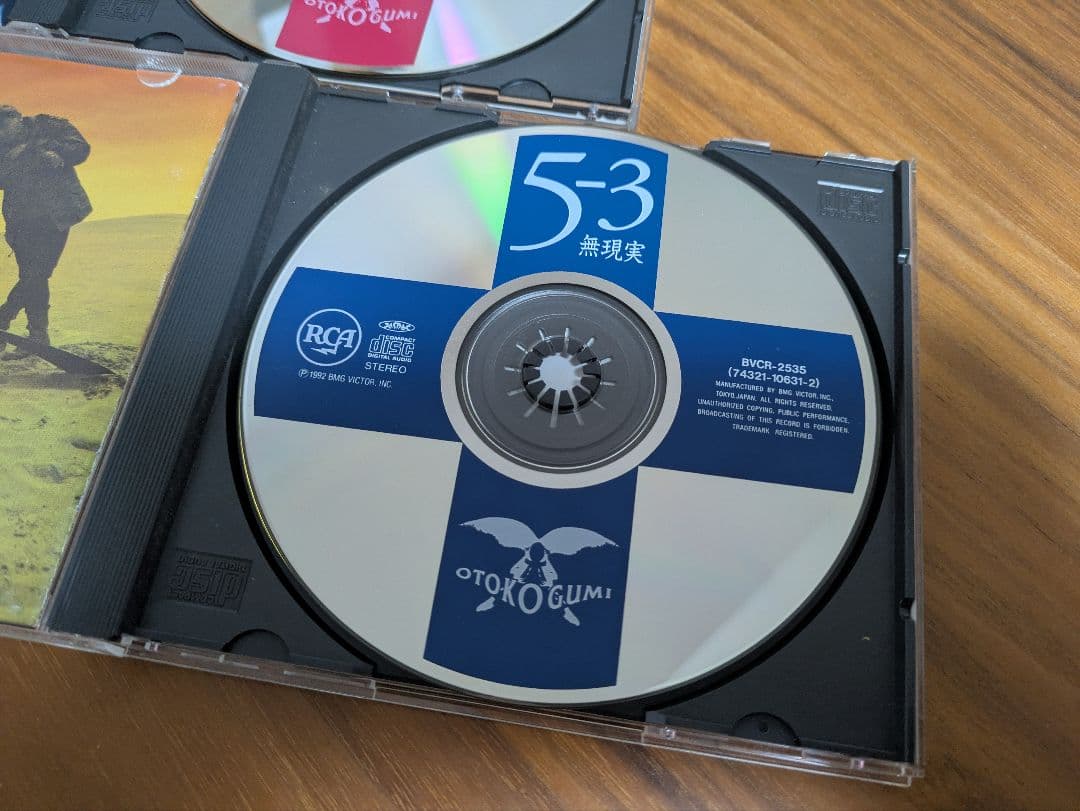 OTOKOGUMI
5-3
無現実
RCA
COMPACT
disc
DIGITAL AUDIO
STEREO
Ⓟ1992 BMG VICTOR, INC.
BVCR-2535
(74321-10631-2)
MANUFACTURED BY BMG VICTOR, INC.,
TOKYO, JAPAN. ALL RIGHTS RESERVED.
UNAUTHORIZED COPYING, PUBLIC PERFORMANCE,
BROADCASTING OF THIS RECORD IS FORBIDDEN.
TRADEMARK REGISTERED.
OTOKOGUMI
disc